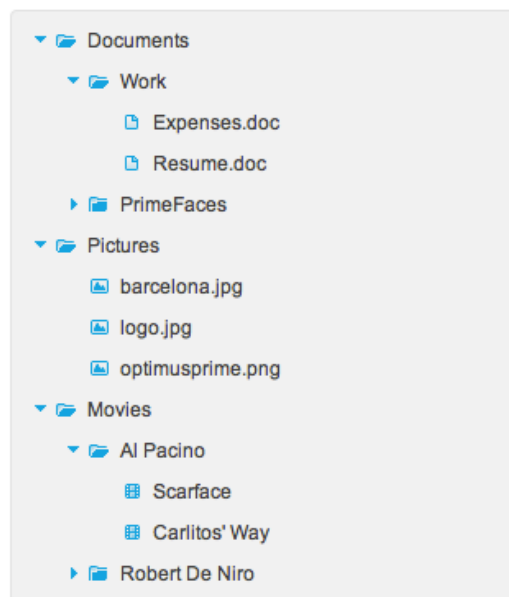 Documents
Work
Expenses.doc
Resume.doc
PrimeFaces
Pictures
barcelona.jpg
logo.jpg
optimusprime.png
Movies
Al Pacino
Scarface
Carlitos' Way
Robert De Niro